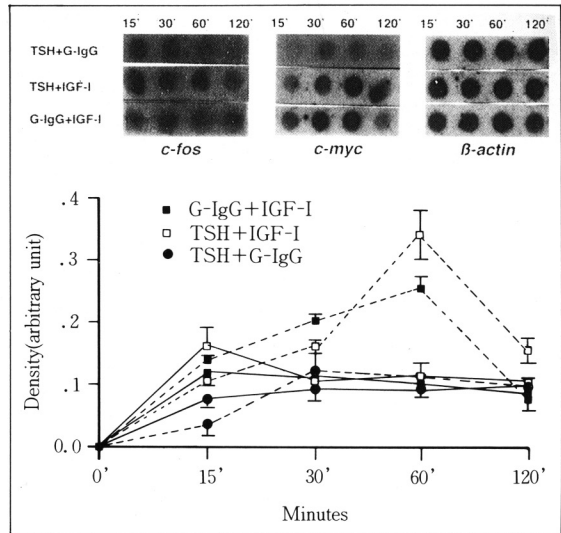 15' 30' 60' 120' 15' 30' 60' 120' 15' 30' 60' 120'
TSH+G-IgG
TSH+IGF-I
G-IgG+IGF-I
c-fos c-myc ß-actin
.4
.3
.2
.1
0.0
Density(arbitrary unit)
G-IgG+IGF-I
TSH+IGF-I
TSH+G-IgG
0' 15' 30' 60' 120'
Minutes